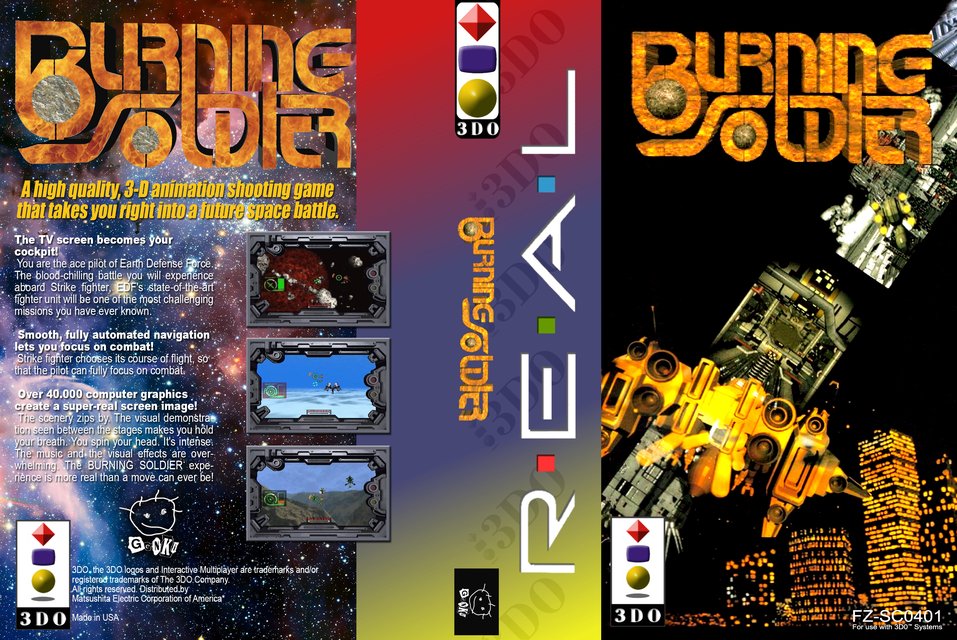 BURNING
SOLDIER
A high quality, 3-D animation shooting game
that takes you right into a future space battle.
The TV screen becomes your
cockpit!
You are the ace pilot of Earth Defense Force.
The blood-chilling battle you will experience
aboard Strike fighter, EDF's state-of-the-art
fighter unit will be one of the most challenging
missions you have ever known.
Smooth, fully automated navigation
lets you focus on combat!
Strike fighter chooses its course of flight, so
that the pilot can fully focus on combat.
Over 40.000 computer graphics
create a super-real screen image!
The scenery zips by. The visual demonstra-
tion seen between the stages makes you hold
your breath. You spin your head. It's intense.
The music and the visual effects are over-
whelming. The BURNING SOLDIER expe-
rience is more real than a move can ever be!
GeOKU
3DO
3DO, the 3DO logos and Interactive Multiplayer are trademarks and/or
registered trademarks of The 3DO Company.
All rights reserved. Distributed by
Matsushita Electric Corporation of America
Made in USA
3DO
BURNING SOLDIER
R·E·A·L
3DO
3DO
3DO
3DO
3DO
3DO
GeOKU
BURNING
SOLDIER
3DO
FZ-SC0401
For use with 3D0™ Systems